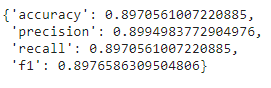 {'accuracy': 0.8970561007220885,
'precision': 0.8994983772904976,
'recall': 0.8970561007220885,
'f1': 0.8976586309504806}